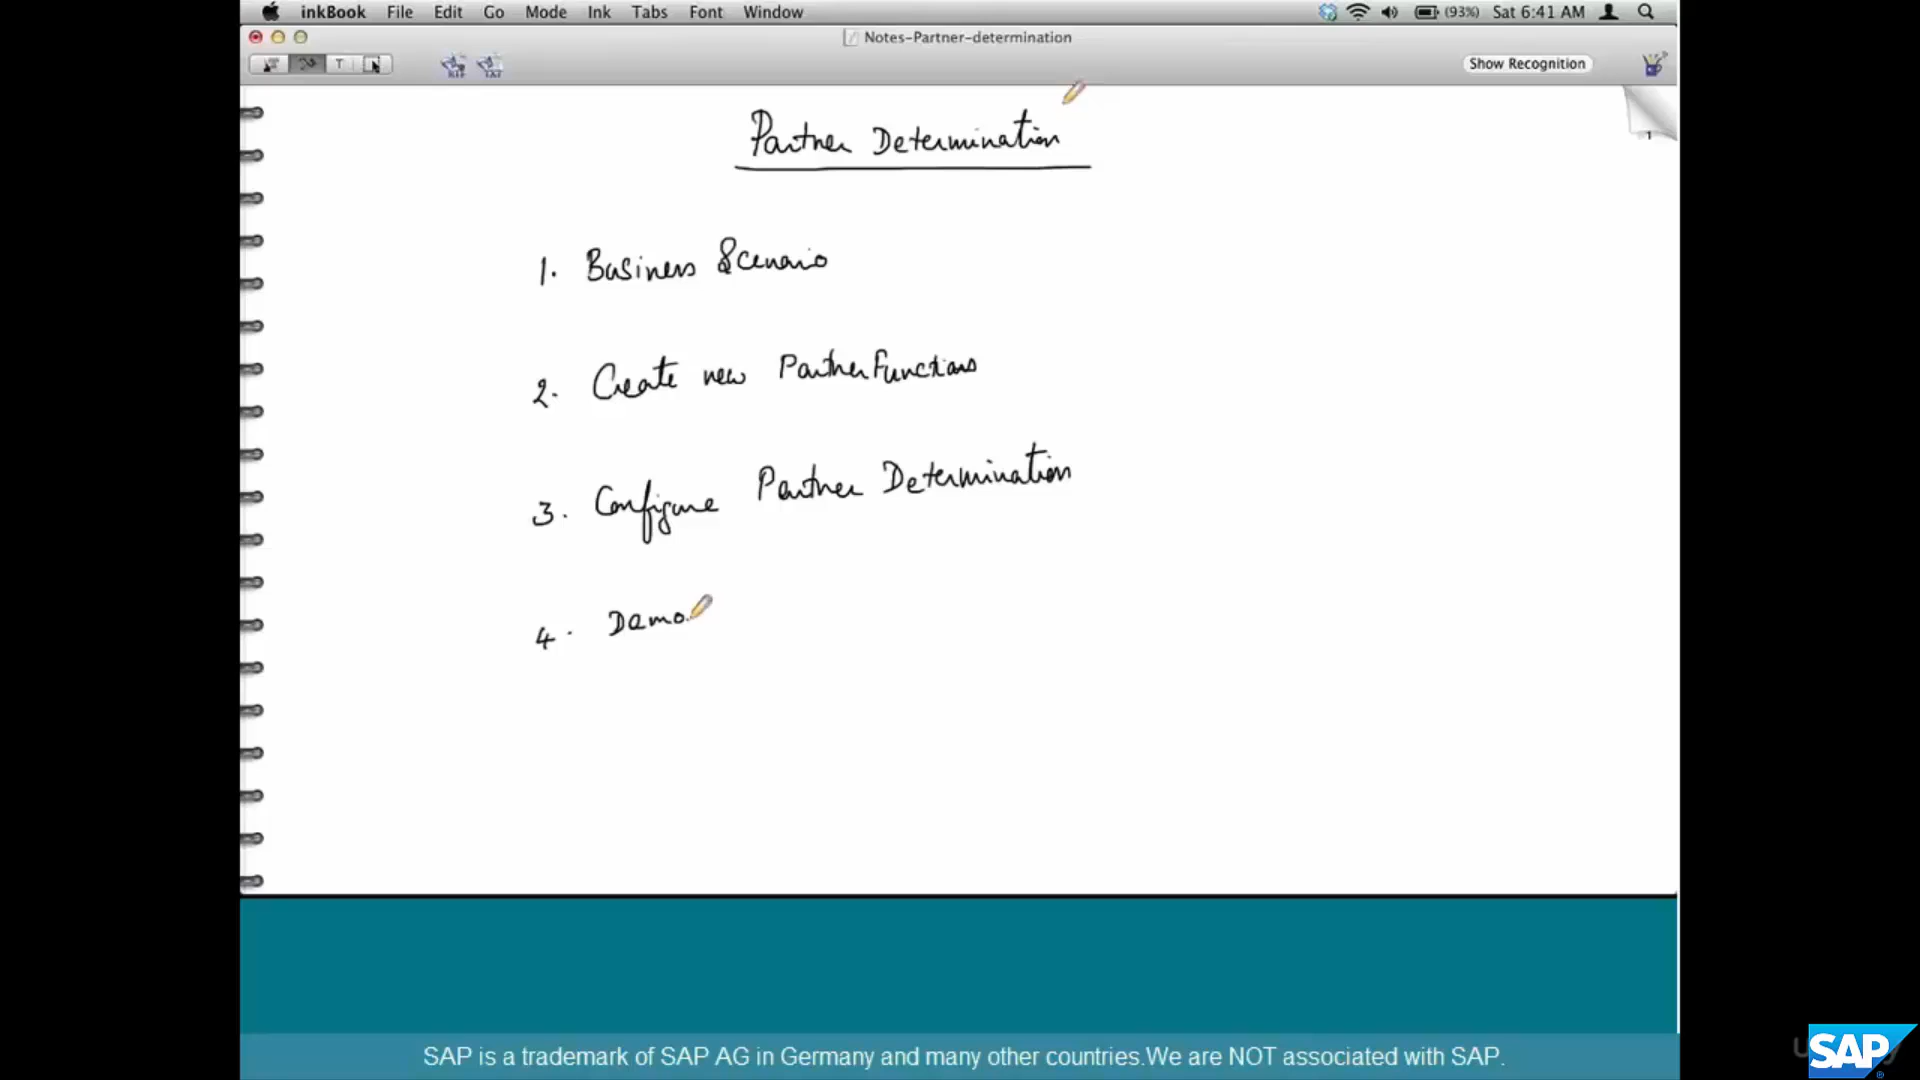 inkBook File Edit Go Mode Ink Tabs Font Window (93%) Sat 6:41 AM
Notes-Partner-determination
T Show Recognition
Partner Determination
1
1. Business Scenario
2. Create new Partner Functions
3. Configure Partner Determination
4. Demo
SAP is a trademark of SAP AG in Germany and many other countries.We are NOT associated with SAP.
SAP